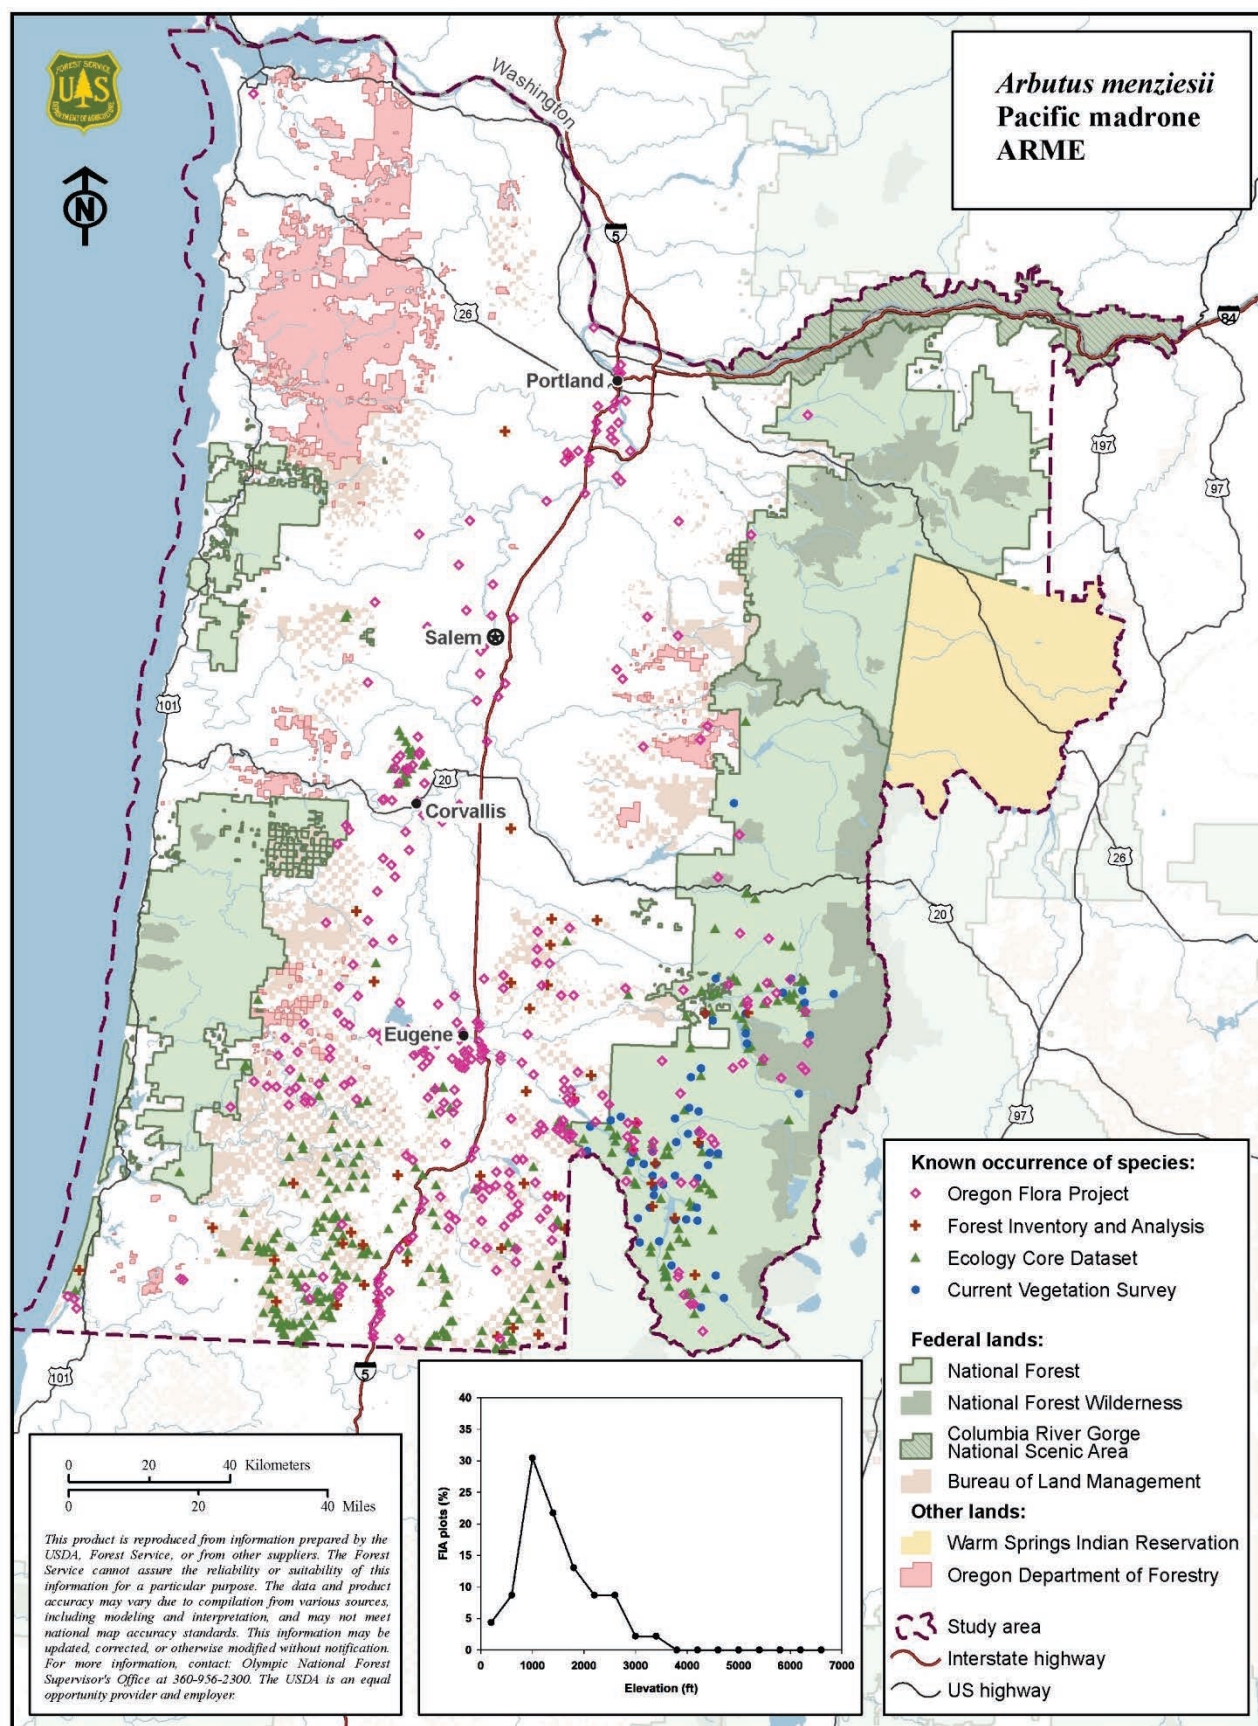 FOREST SERVICE
US
DEPARTMENT OF AGRICULTURE
N
Washington
Arbutus menziesii
Pacific madrone
ARME
5
26
84
Portland
197
97
Salem
101
20
Corvallis
26
20
Eugene
97
101
5
Known occurrence of species:
Oregon Flora Project
Forest Inventory and Analysis
Ecology Core Dataset
Current Vegetation Survey
Federal lands:
National Forest
National Forest Wilderness
Columbia River Gorge
National Scenic Area
Bureau of Land Management
Other lands:
Warm Springs Indian Reservation
Oregon Department of Forestry
Study area
Interstate highway
US highway
0 20 40 Kilometers
0 20 40 Miles
This product is reproduced from information prepared by the
USDA, Forest Service, or from other suppliers. The Forest
Service cannot assure the reliability or suitability of this
information for a particular purpose. The data and product
accuracy may vary due to compilation from various sources,
including modeling and interpretation, and may not meet
national map accuracy standards. This information may be
updated, corrected, or otherwise modified without notification.
For more information, contact: Olympic National Forest
Supervisor's Office at 360-956-2300. The USDA is an equal
opportunity provider and employer.
40
35
30
25
20
15
10
5
0
FIA plots (%)
0 1000 2000 3000 4000 5000 6000 7000
Elevation (ft)